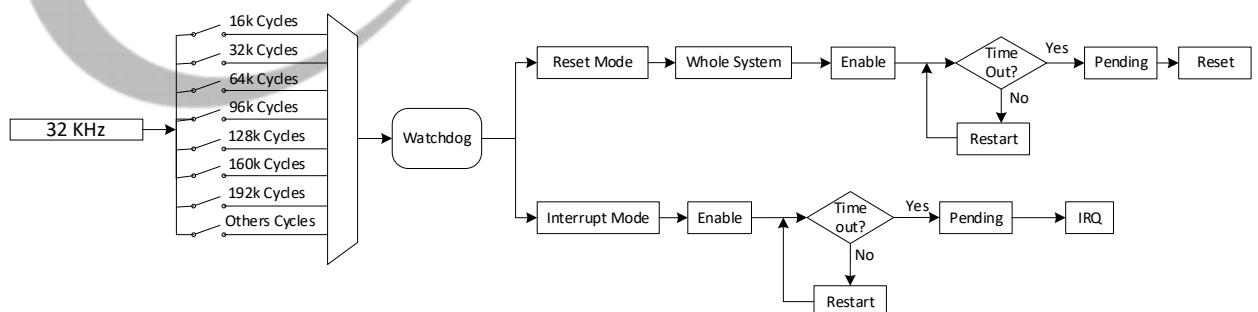 32 KHz
16k Cycles
32k Cycles
64k Cycles
96k Cycles
128k Cycles
160k Cycles
192k Cycles
Others Cycles
Watchdog
Reset Mode
Whole System
Enable
Time
Out?
Yes
Pending
Reset
No
Restart
Interrupt Mode
Enable
Time
out?
Yes
Pending
IRQ
No
Restart